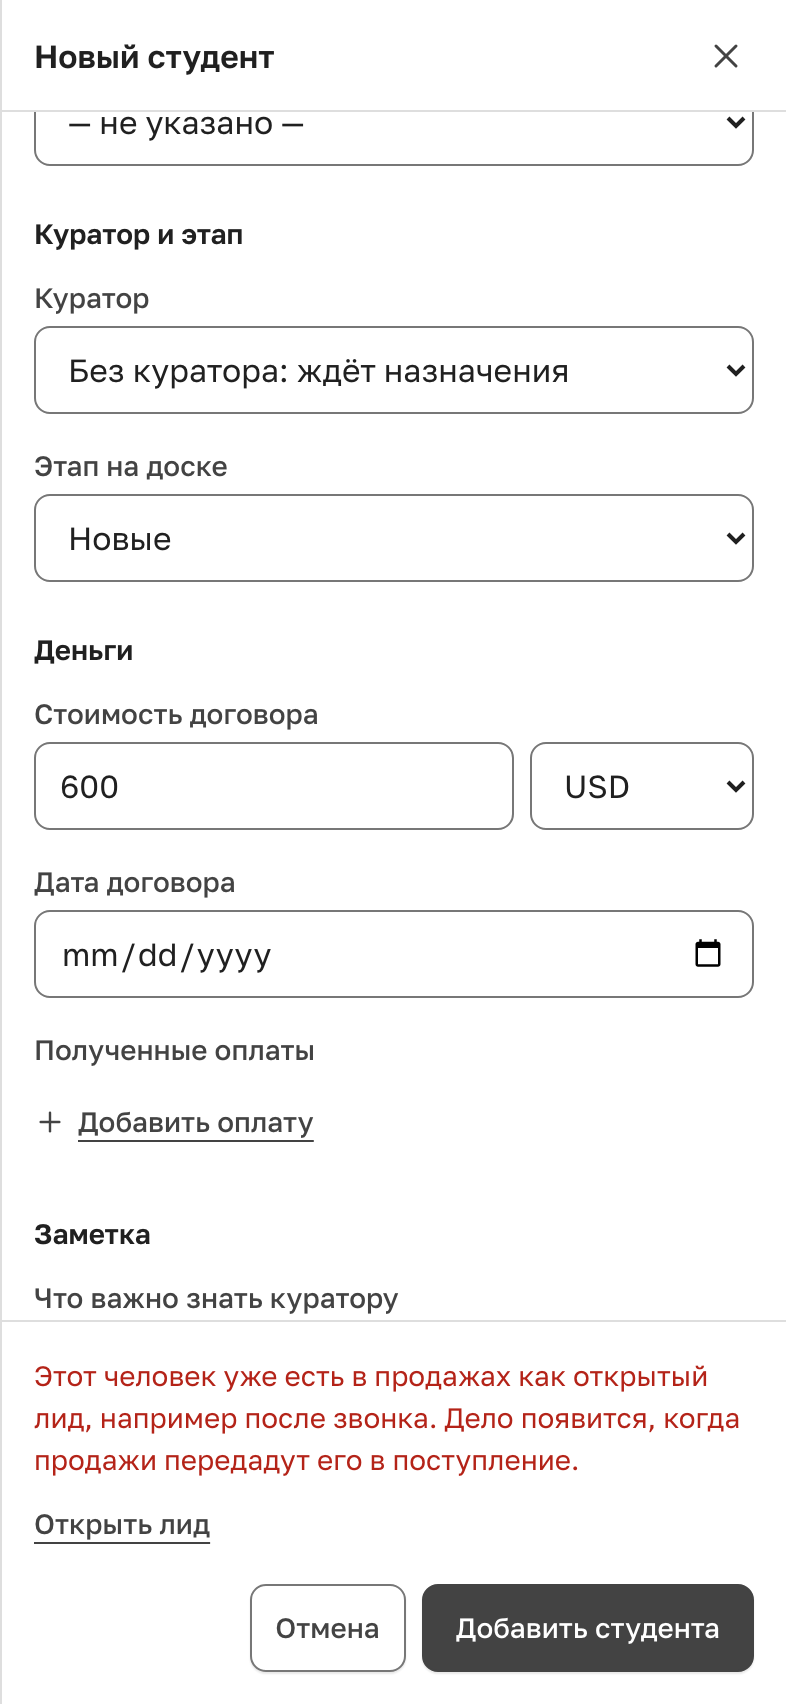 Новый студент
— не указано —
Куратор и этап
Куратор
Без куратора: ждёт назначения
Этап на доске
Новые
Деньги
Стоимость договора
600
USD
Дата договора
mm/dd/yyyy
Полученные оплаты
+ Добавить оплату
Заметка
Что важно знать куратору
Этот человек уже есть в продажах как открытый
лид, например после звонка. Дело появится, когда
продажи передадут его в поступление.
Открыть лид
Отмена
Добавить студента